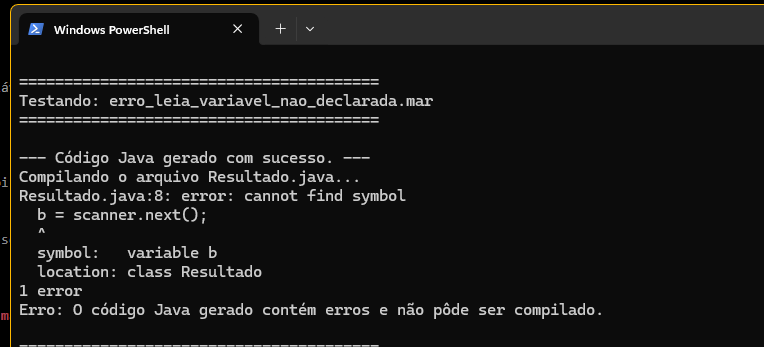 Windows PowerShell
========================================
Testando: erro_leia_variavel_nao_declarada.mar
========================================
--- Código Java gerado com sucesso. ---
Compilando o arquivo Resultado.java...
Resultado.java:8: error: cannot find symbol
  b = scanner.next();
  ^
  symbol:   variable b
  location: class Resultado
1 error
Erro: O código Java gerado contém erros e não pôde ser compilado.
========================================